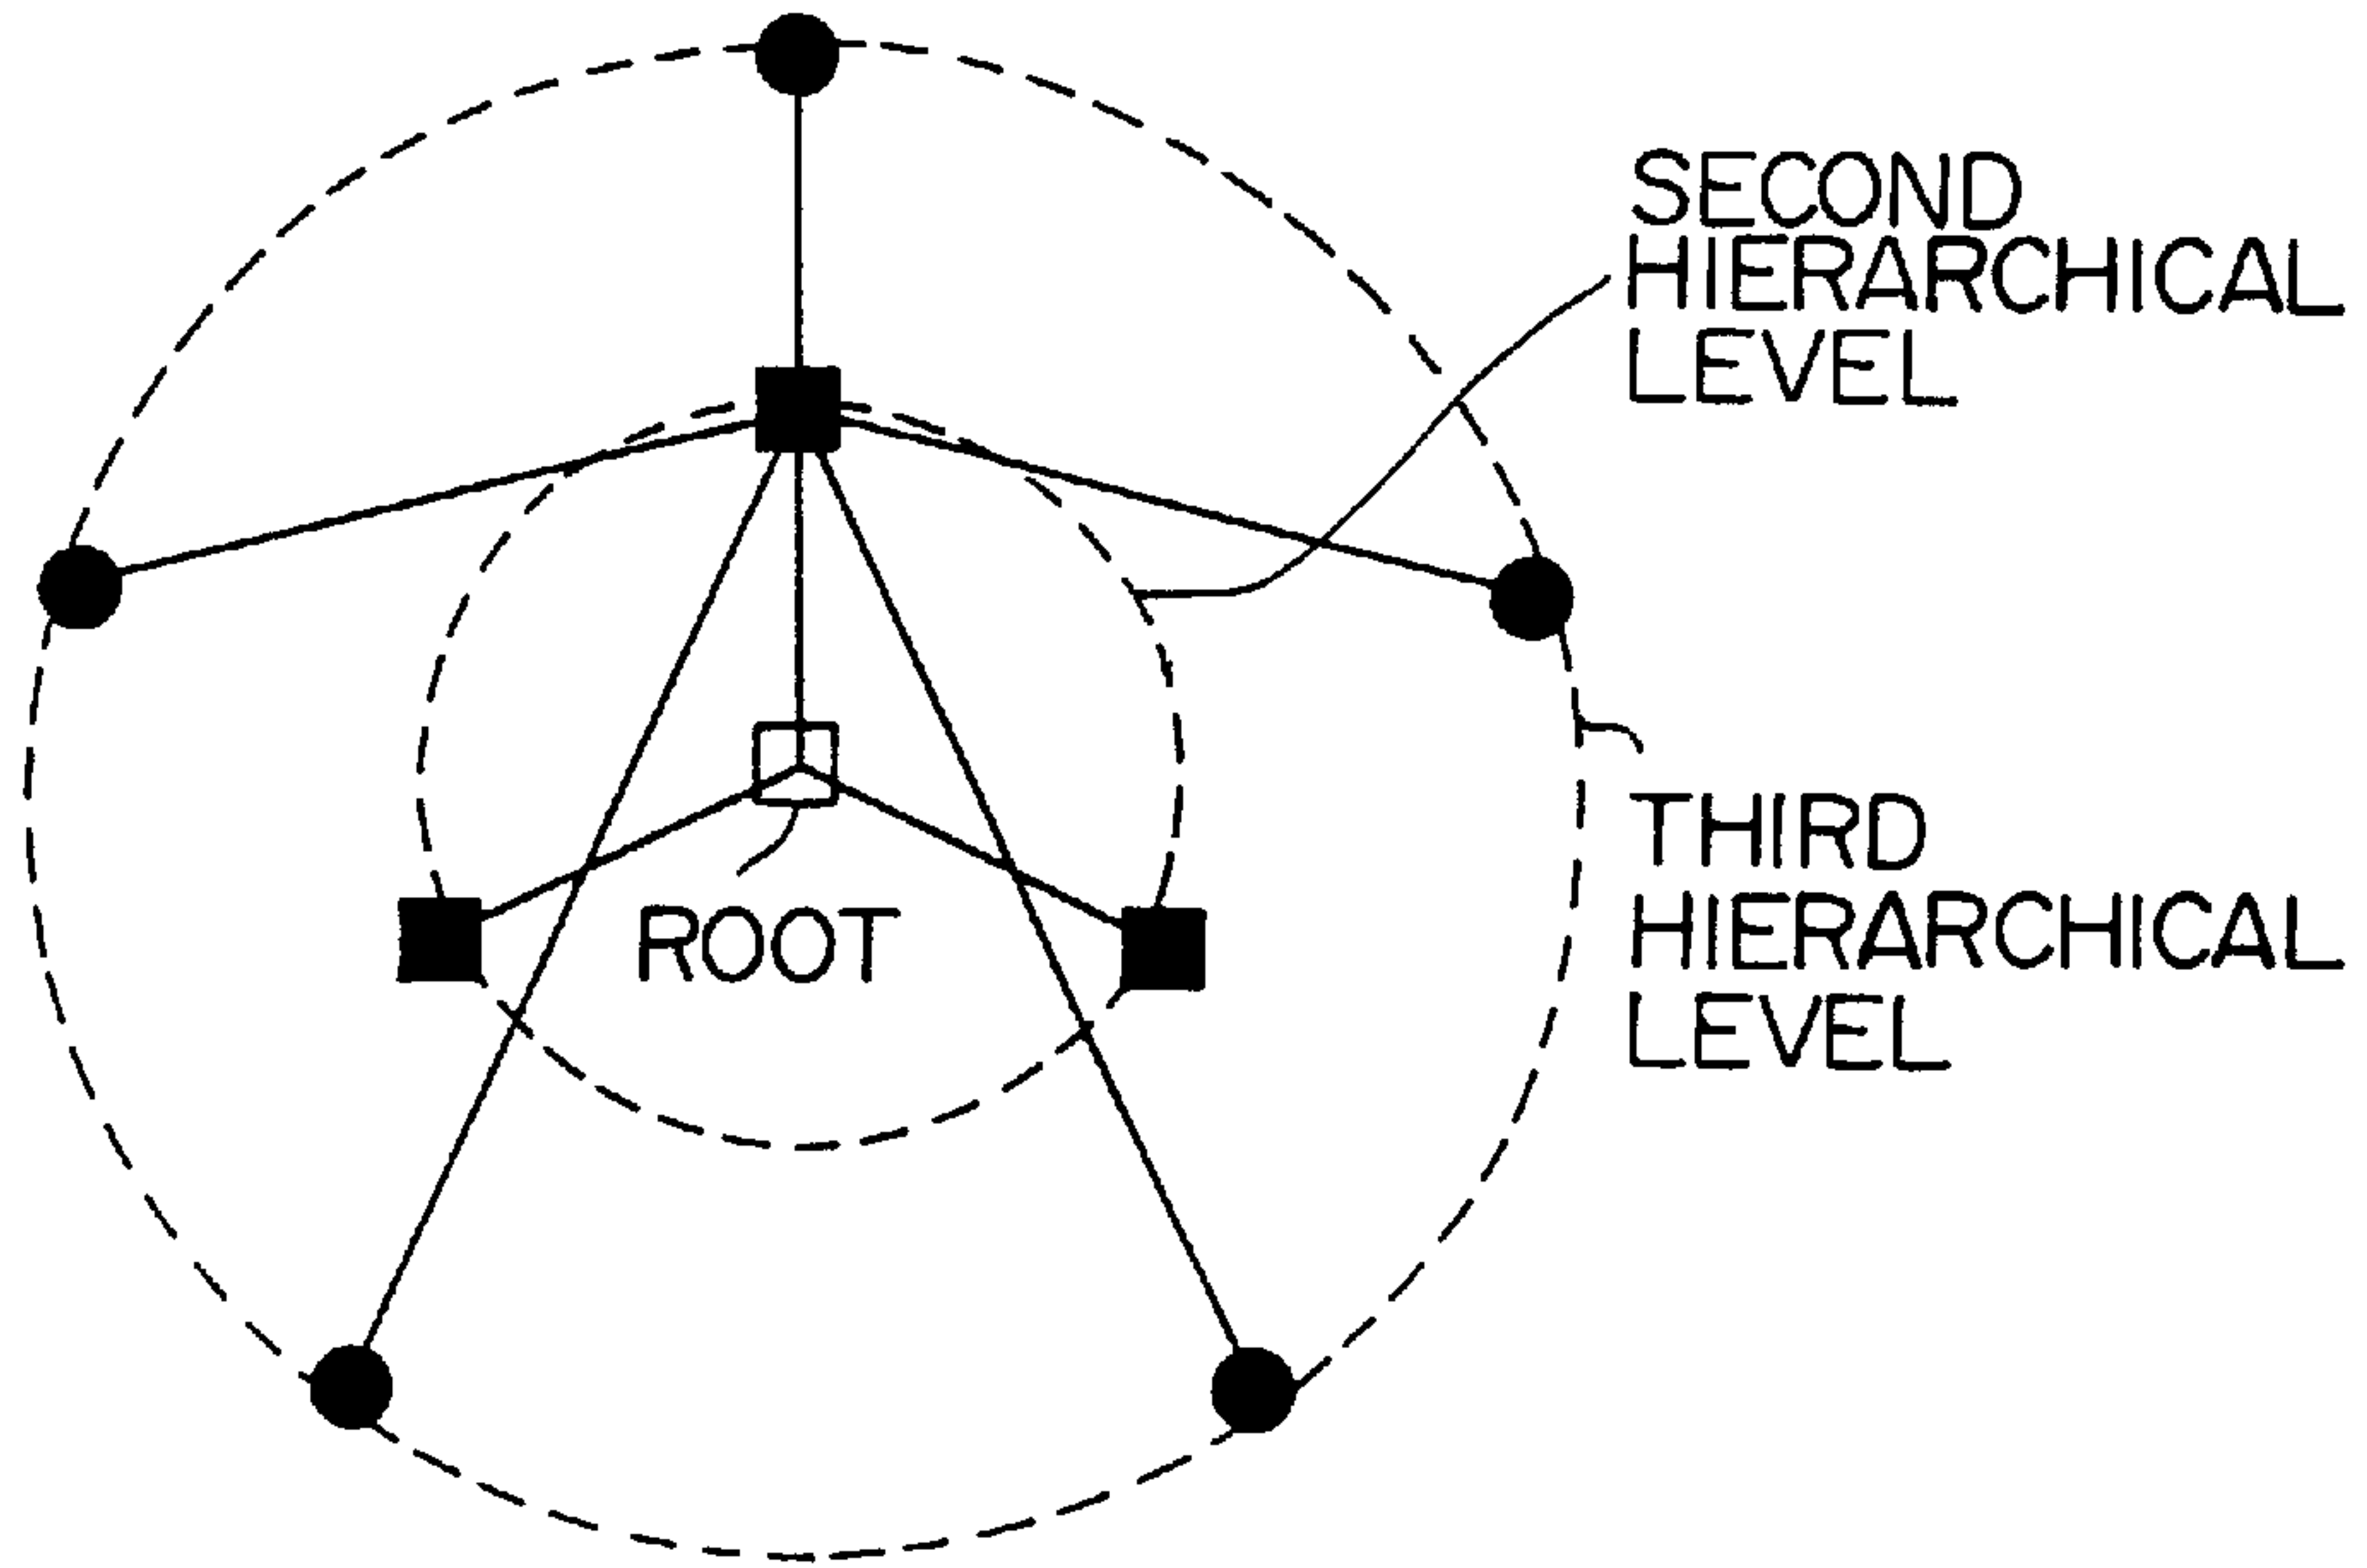 SECOND
HIERARCHICAL
LEVEL
THIRD
HIERARCHICAL
LEVEL
ROOT